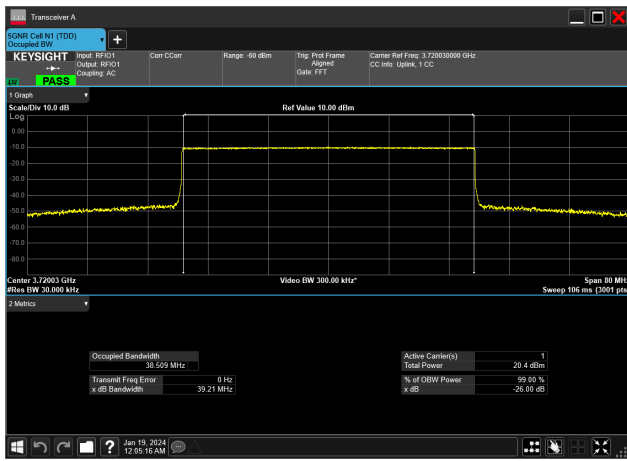 Transceiver A
5GNR Cell N1 (TDD)
Occupied BW
KEYSIGHT
PASS
Input: RFIO1
Output: RFIO1
Coupling: AC
Corr CCorr
Range: -60 dBm
Trig: Prot Frame
Aligned
Gate: FFT
Carrier Ref Freq: 3.720030000 GHz
CC Info: Uplink, 1 CC
1 Graph
Scale/Div 10.0 dB
Ref Value 10.00 dBm
Log
0.00
-10.0
-20.0
-30.0
-40.0
-50.0
-60.0
-70.0
-80.0
Center 3.72003 GHz
Video BW 300.00 kHz*
Span 80 MHz
#Res BW 30.000 kHz
Sweep 106 ms (3001 pts
2 Metrics
Occupied Bandwidth
38.509 MHz
Transmit Freq Error 0 Hz
x dB Bandwidth 39.21 MHz
Active Carrier(s) 1
Total Power 20.4 dBm
% of OBW Power 99.00 %
x dB -26.00 dB
Jan 19, 2024
12:05:16 AM